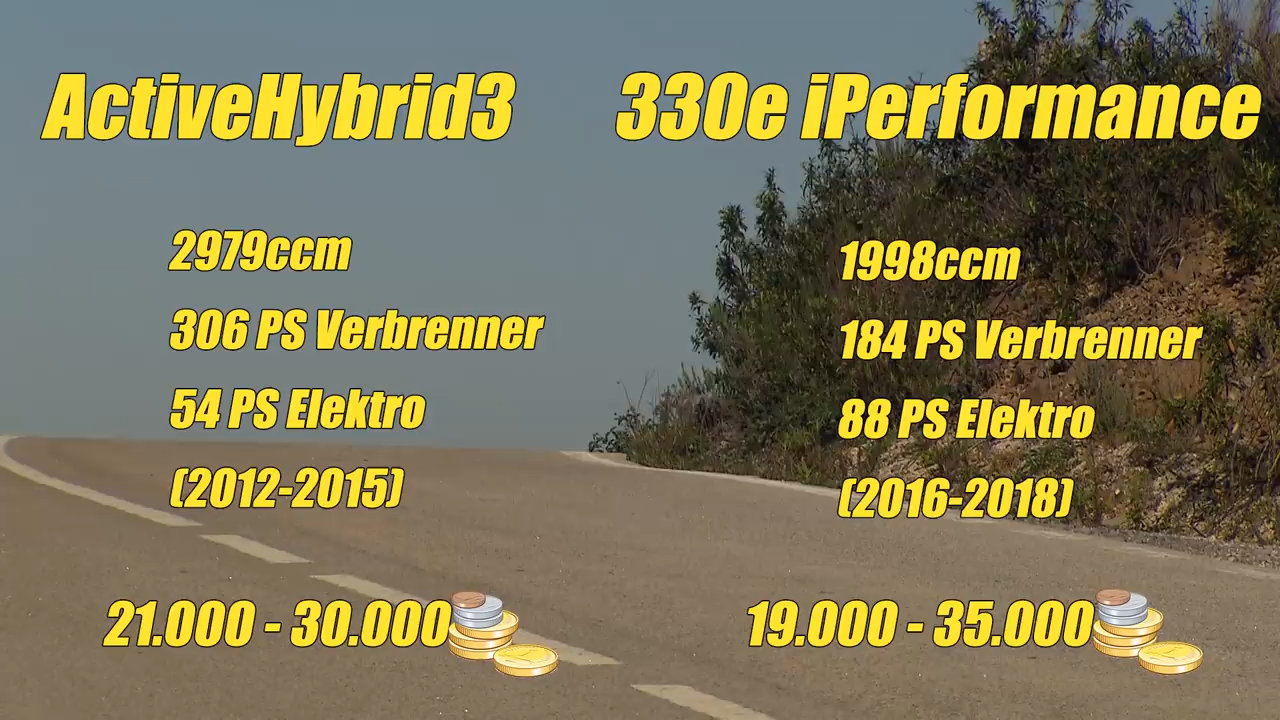 ActiveHybrid3
2979ccm
306 PS Verbrenner
54 PS Elektro
(2012-2015)
21.000 - 30.000
330e iPerformance
1998ccm
184 PS Verbrenner
88 PS Elektro
(2016-2018)
19.000 - 35.000